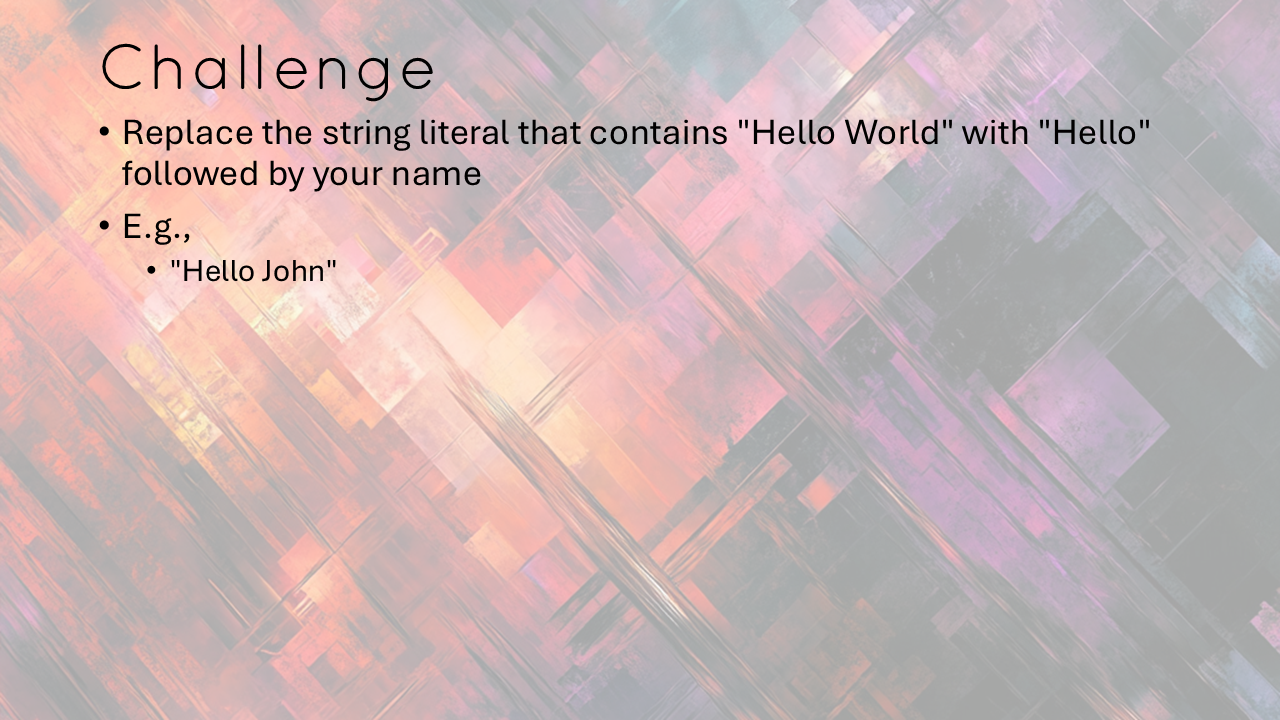 Challenge
• Replace the string literal that contains "Hello World" with "Hello"
followed by your name
• E.g.,
• "Hello John"